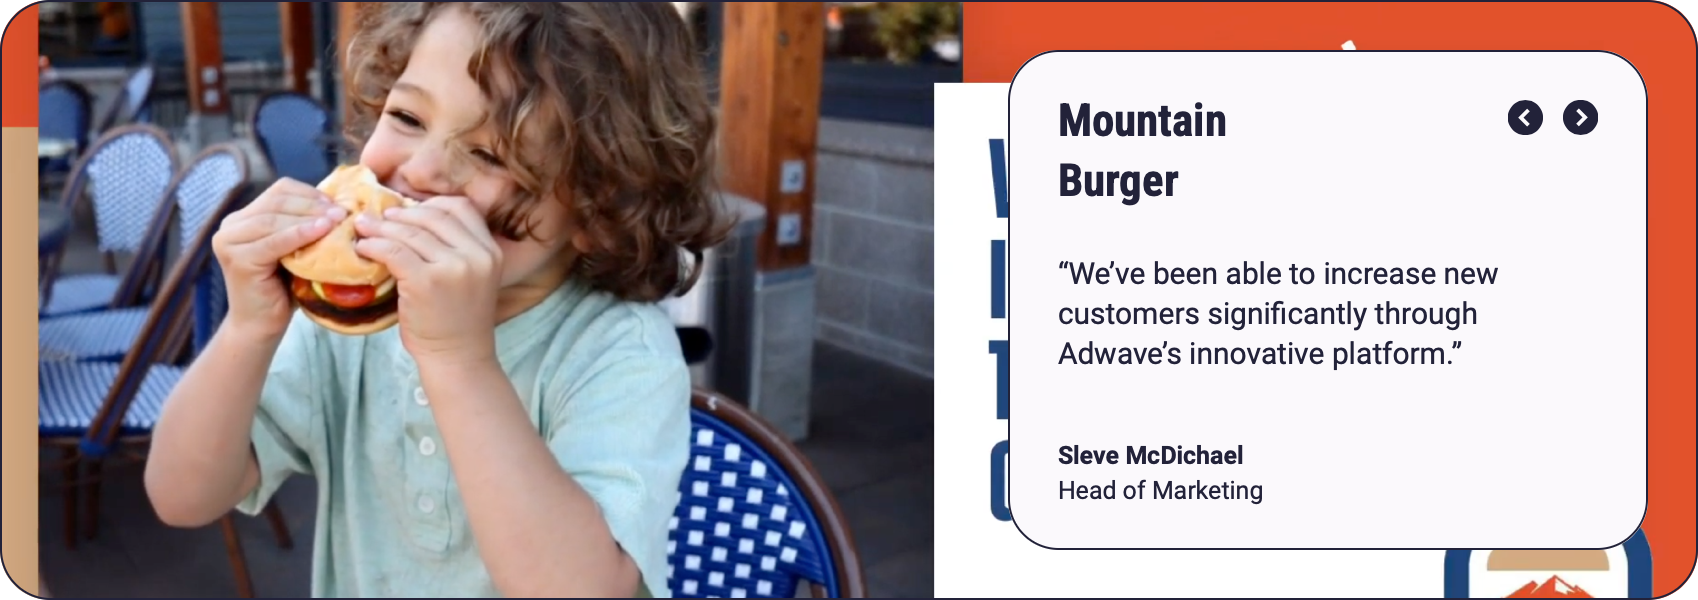 Mountain
Burger
“We’ve been able to increase new
customers significantly through
Adwave’s innovative platform.”
Sleve McDichael
Head of Marketing